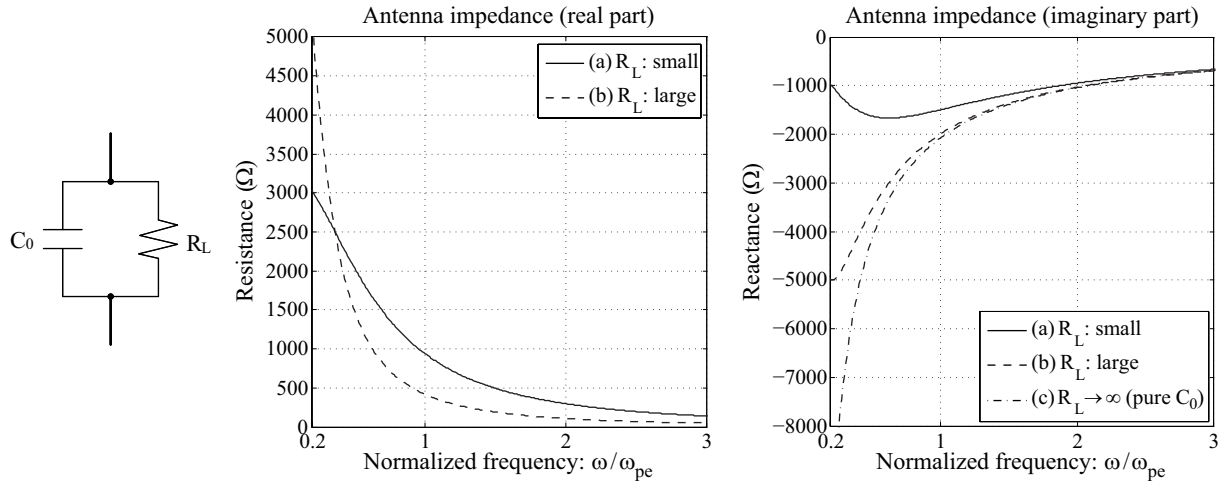 C0
RL
Antenna impedance (real part)
5000
4500
4000
3500
3000
2500
2000
1500
1000
500
0
Resistance (Ω)
(a) RL: small
(b) RL: large
0.2
1
2
3
Normalized frequency: ω/ωpe
Antenna impedance (imaginary part)
0
−1000
−2000
−3000
−4000
−5000
−6000
−7000
−8000
Reactance (Ω)
(a) RL: small
(b) RL: large
(c) RL→∞ (pure C0)
0.2
1
2
3
Normalized frequency: ω/ωpe